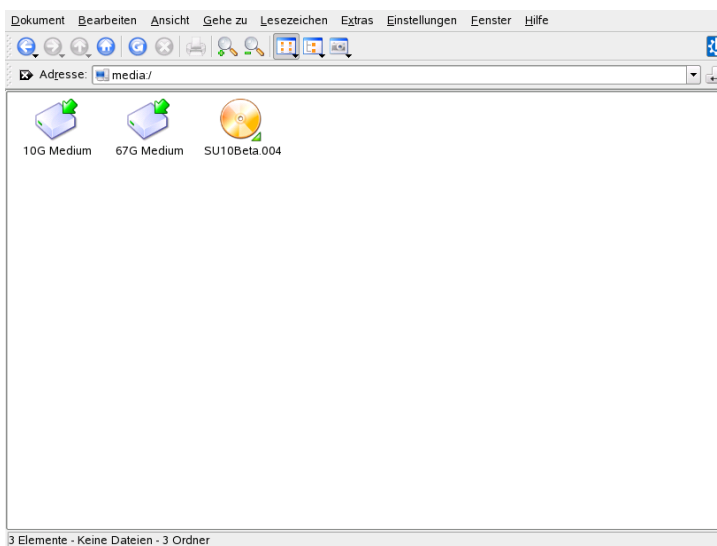 Dokument Bearbeiten Ansicht Gehe zu Lesezeichen Extras Einstellungen Fenster Hilfe
Adresse: media:/
10G Medium 67G Medium SU10Beta.004
3 Elemente - Keine Dateien - 3 Ordner